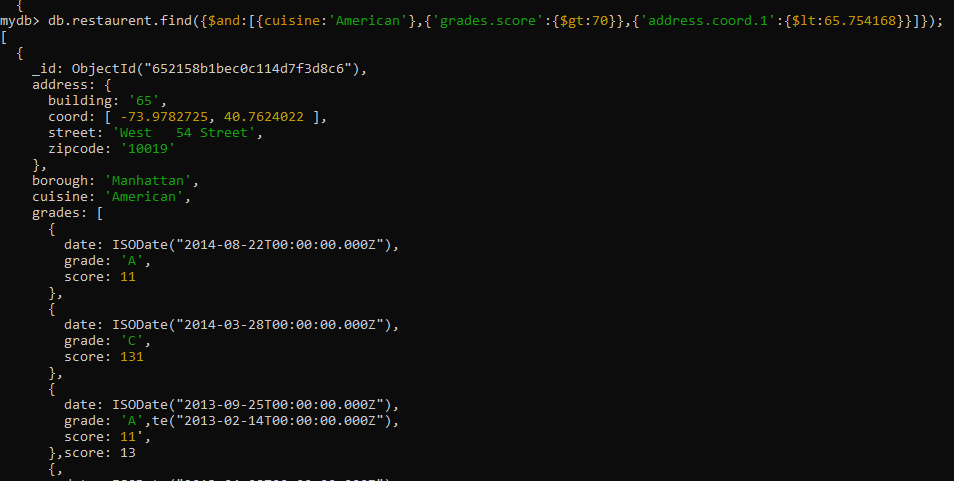 {
mydb> db.restaurent.find({$and:[{cuisine:'American'},{'grades.score':{$gt:70}},{'address.coord.1':{$lt:65.754168}}]});
[
{
_id: ObjectId("652158b1bec0c114d7f3d8c6"),
address: {
building: '65',
coord: [ -73.9782725, 40.7624022 ],
street: 'West   54 Street',
zipcode: '10019'
},
borough: 'Manhattan',
cuisine: 'American',
grades: [
{
date: ISODate("2014-08-22T00:00:00.000Z"),
grade: 'A',
score: 11
},
{
date: ISODate("2014-03-28T00:00:00.000Z"),
grade: 'C',
score: 131
},
{
date: ISODate("2013-09-25T00:00:00.000Z"),
grade: 'A',te("2013-02-14T00:00:00.000Z"),
score: 11',
},score: 13
{,